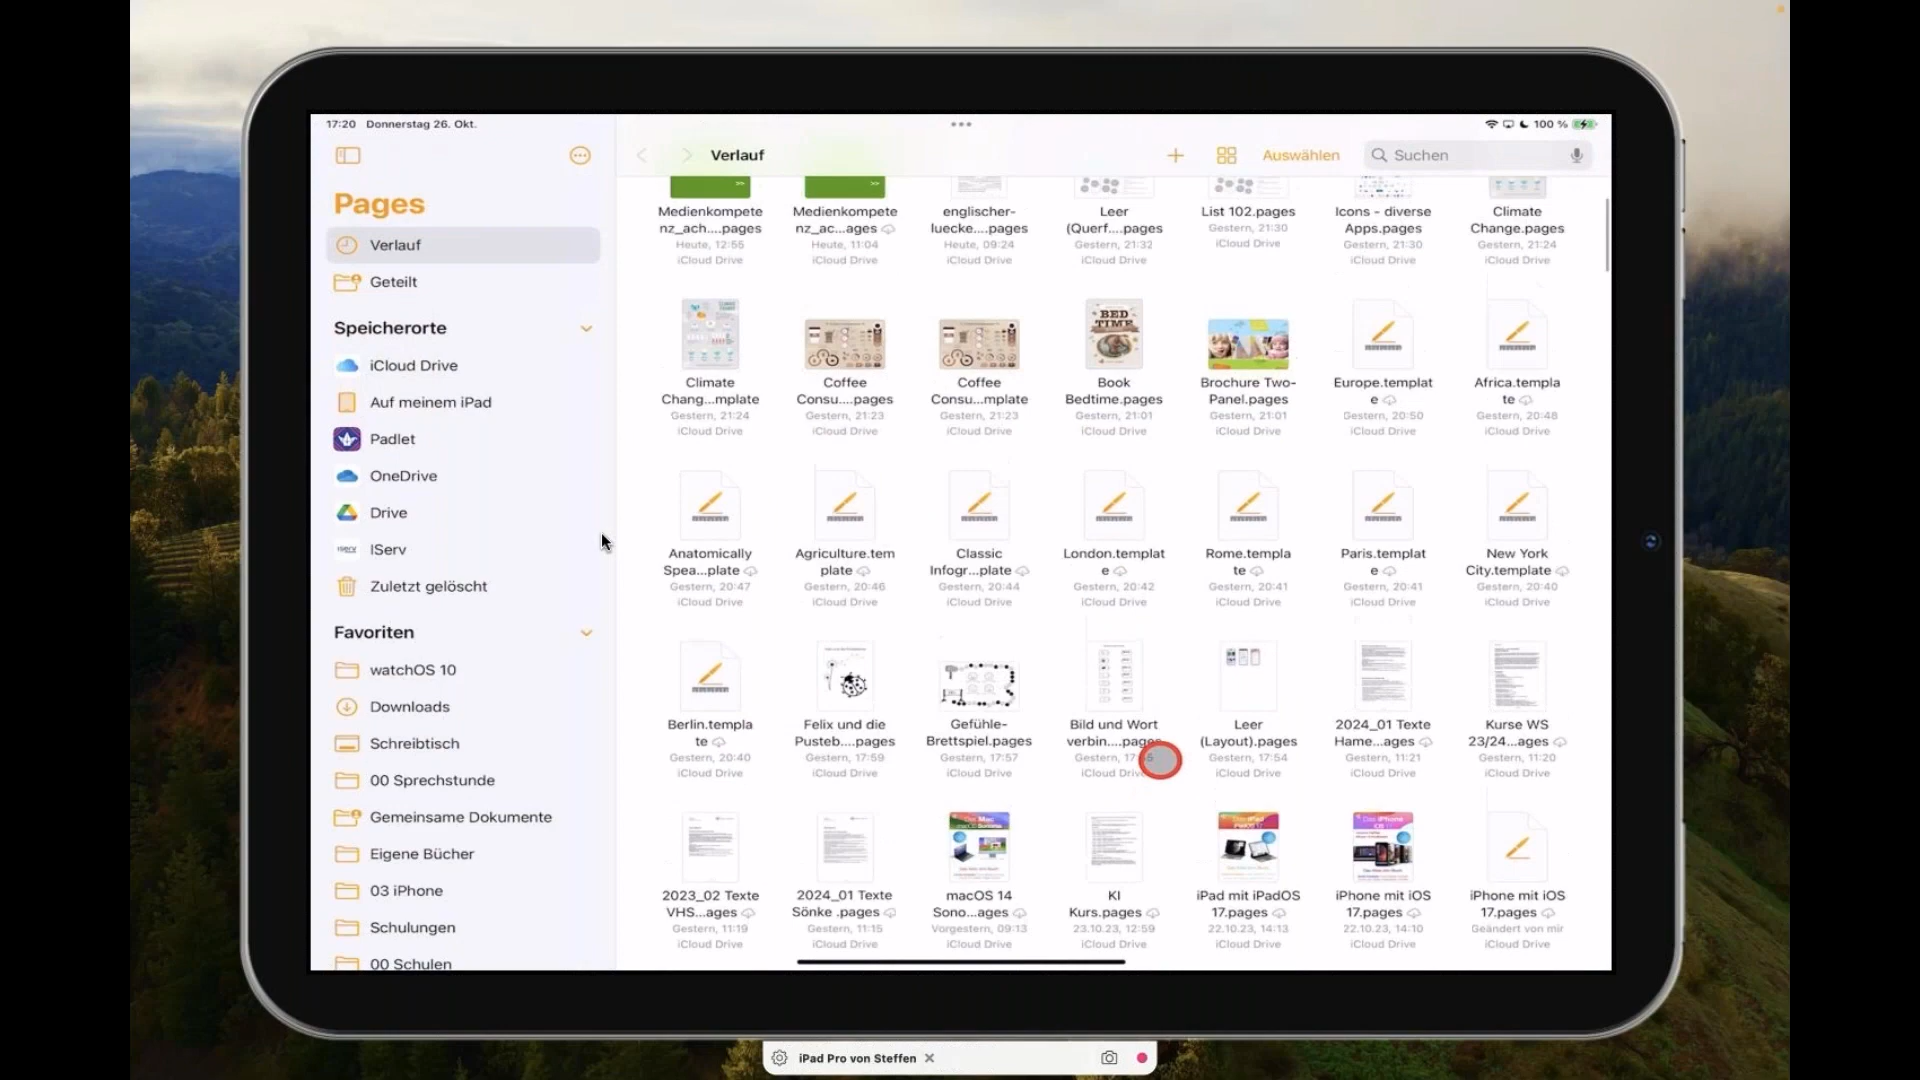 17:20 Donnerstag 26. Okt.
100 %
Pages
Verlauf
Geteilt
Speicherorte
iCloud Drive
Auf meinem iPad
Padlet
OneDrive
Drive
IServ
Zuletzt gelöscht
Favoriten
watchOS 10
Downloads
Schreibtisch
00 Sprechstunde
Gemeinsame Dokumente
Eigene Bücher
03 iPhone
Schulungen
00 Schulen
Verlauf
Auswählen
Suchen
Medienkompete
nz_ach....pages
Heute, 12:55
iCloud Drive
Medienkompete
nz_ac...ages
Heute, 11:04
iCloud Drive
englischer-
luecke....pages
Heute, 09:24
iCloud Drive
Leer
(Querf....pages
Gestern, 21:32
iCloud Drive
List 102.pages
Gestern, 21:30
iCloud Drive
Icons - diverse
Apps.pages
Gestern, 21:30
iCloud Drive
Climate
Change.pages
Gestern, 21:24
iCloud Drive
Climate
Chang...mplate
Gestern, 21:24
iCloud Drive
Coffee
Consu....pages
Gestern, 21:23
iCloud Drive
Coffee
Consu...mplate
Gestern, 21:23
iCloud Drive
BED
TIME
Book
Bedtime.pages
Gestern, 21:01
iCloud Drive
Brochure Two-
Panel.pages
Gestern, 21:01
iCloud Drive
Europe.templat
e
Gestern, 20:50
iCloud Drive
Africa.templa
te
Gestern, 20:48
iCloud Drive
Anatomically
Spea...plate
Gestern, 20:47
iCloud Drive
Agriculture.tem
plate
Gestern, 20:46
iCloud Drive
Classic
Infogr...plate
Gestern, 20:44
iCloud Drive
London.templat
e
Gestern, 20:42
iCloud Drive
Rome.templa
te
Gestern, 20:41
iCloud Drive
Paris.templat
e
Gestern, 20:41
iCloud Drive
New York
City.template
Gestern, 20:40
iCloud Drive
Berlin.templa
te
Gestern, 20:40
iCloud Drive
Felix und die
Pusteb....pages
Gestern, 17:59
iCloud Drive
Gefühle-
Brettspiel.pages
Gestern, 17:57
iCloud Drive
Bild und Wort
verbin....pages
Gestern,
iCloud Drive
Leer
(Layout).pages
Gestern, 17:54
iCloud Drive
2024_01 Texte
Hame...ages
Gestern, 11:21
iCloud Drive
Kurse WS
23/24...ages
Gestern, 11:20
iCloud Drive
2023_02 Texte
VHS...ages
Gestern, 11:19
iCloud Drive
2024_01 Texte
Sönke .pages
Gestern, 11:15
iCloud Drive
macOS 14
Sono...ages
Vorgestern, 09:13
iCloud Drive
KI
Kurs.pages
23.10.23, 12:59
iCloud Drive
iPad mit iPadOS
17.pages
22.10.23, 14:13
iCloud Drive
iPhone mit iOS
17.pages
22.10.23, 14:10
iCloud Drive
iPhone mit iOS
17.pages
Geändert von mir
iCloud Drive
iPad Pro von Steffen